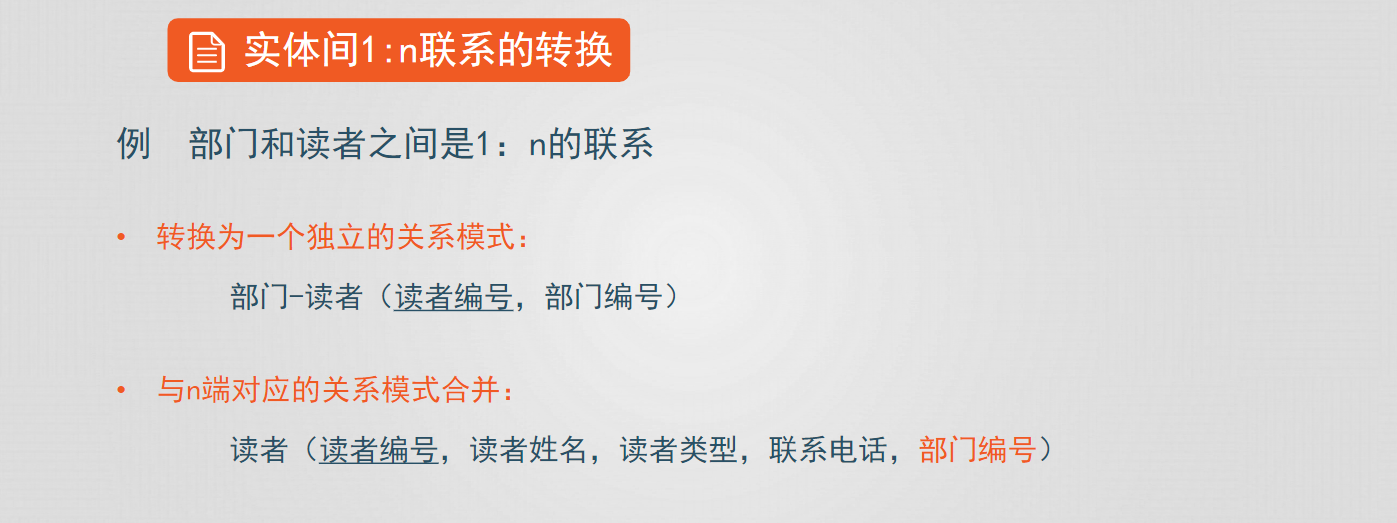 实体间1:n联系的转换
例 部门和读者之间是1：n的联系
• 转换为一个独立的关系模式：
部门-读者（读者编号，部门编号）
• 与n端对应的关系模式合并：
读者（读者编号，读者姓名，读者类型，联系电话，部门编号）